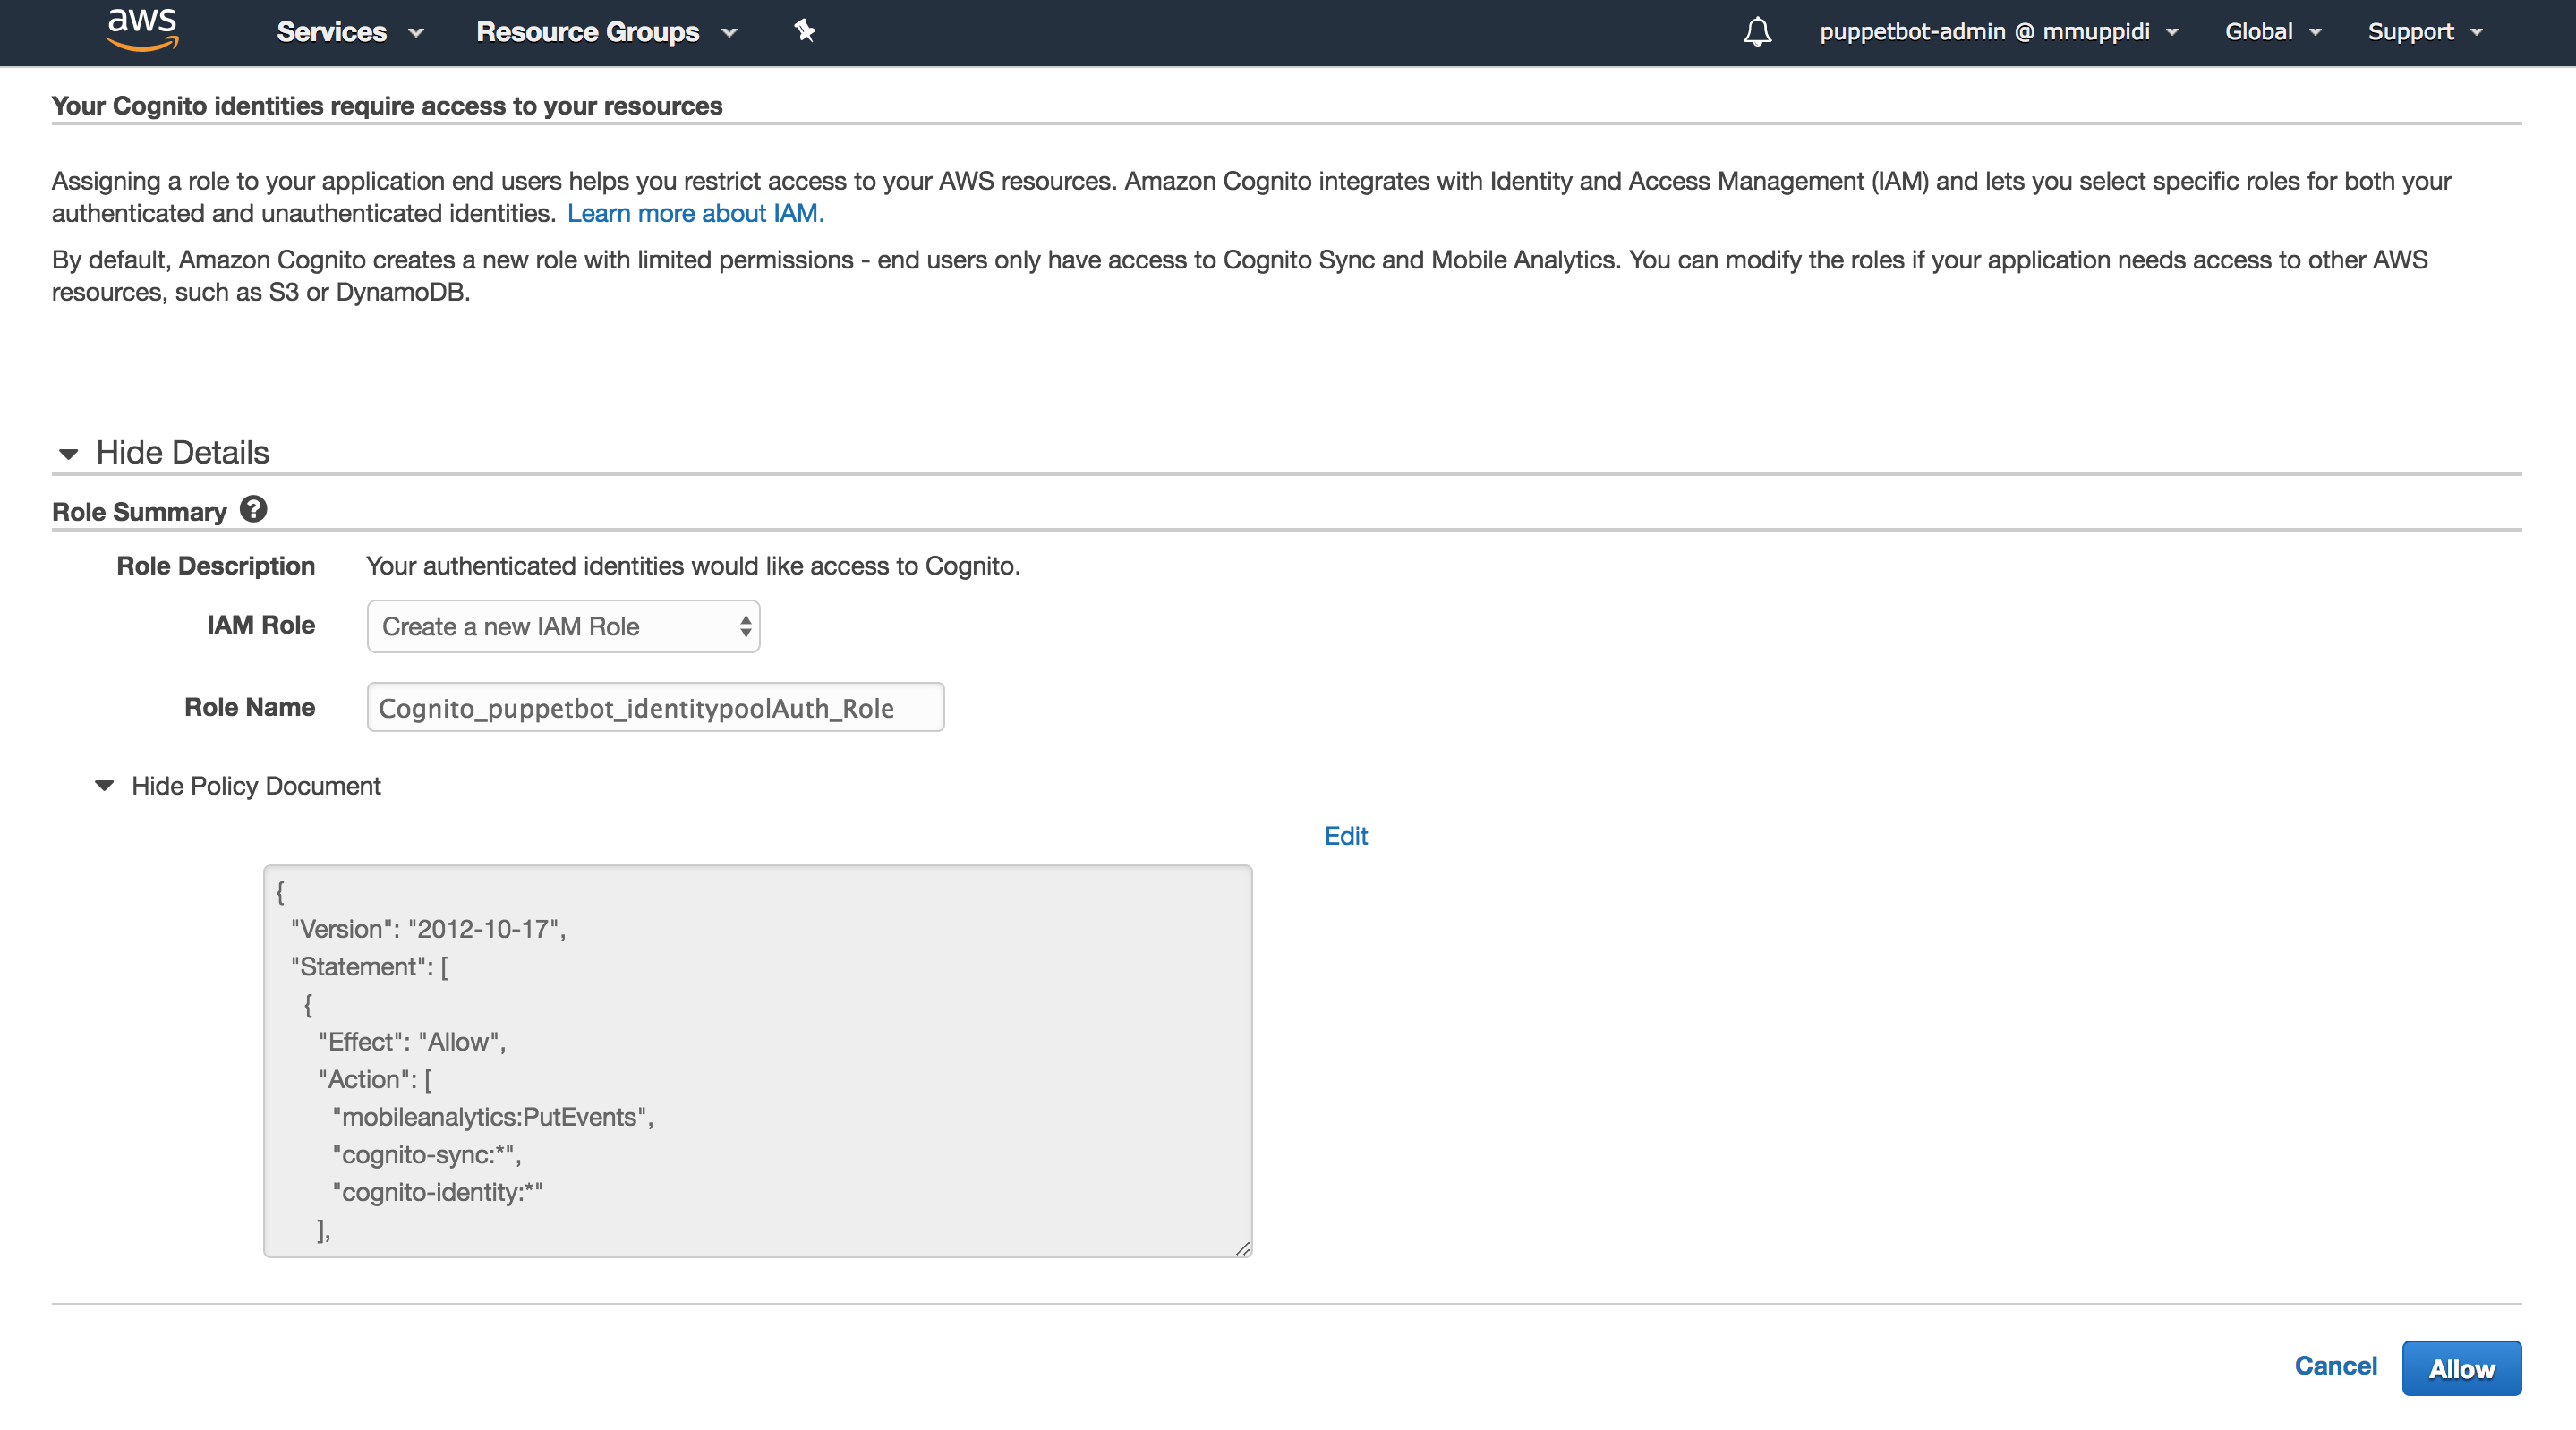 aws Services Resource Groups puppetbot-admin @ mmuppidi Global Support
Your Cognito identities require access to your resources
Assigning a role to your application end users helps you restrict access to your AWS resources. Amazon Cognito integrates with Identity and Access Management (IAM) and lets you select specific roles for both your
authenticated and unauthenticated identities. Learn more about IAM.
By default, Amazon Cognito creates a new role with limited permissions - end users only have access to Cognito Sync and Mobile Analytics. You can modify the roles if your application needs access to other AWS
resources, such as S3 or DynamoDB.
Hide Details
Role Summary ?
Role Description Your authenticated identities would like access to Cognito.
IAM Role Create a new IAM Role
Role Name Cognito_puppetbot_identitypoolAuth_Role
Hide Policy Document
Edit
{
"Version": "2012-10-17",
"Statement": [
{
"Effect": "Allow",
"Action": [
"mobileanalytics:PutEvents",
"cognito-sync:*",
"cognito-identity:*"
],
Cancel Allow